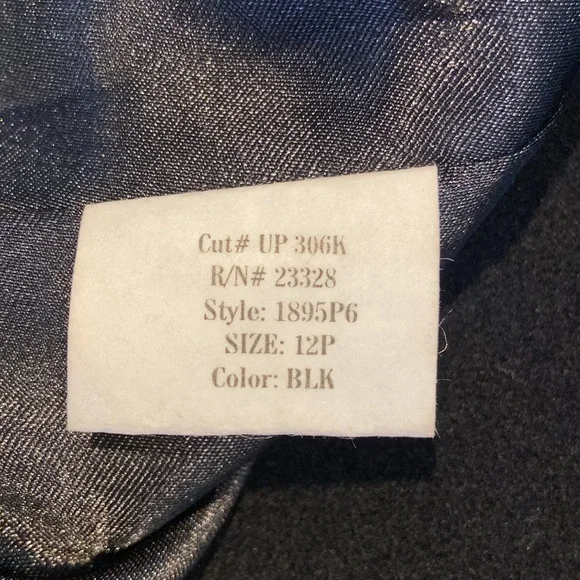 Cut# UP 306K
R/N# 23328
Style: 1895P6
SIZE: 12P
Color: BLK